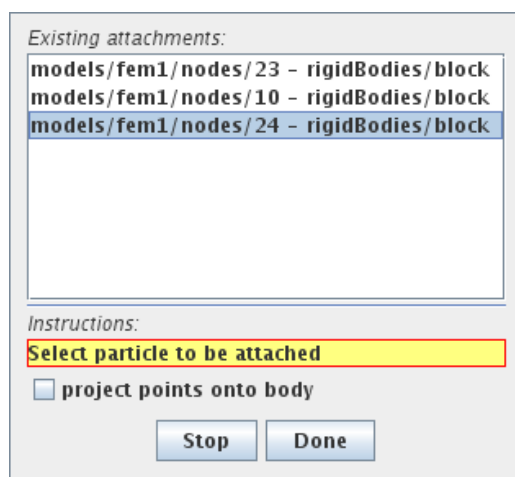 Existing attachments:
models/fem1/nodes/23 – rigidBodies/block
models/fem1/nodes/10 – rigidBodies/block
models/fem1/nodes/24 – rigidBodies/block
Instructions:
Select particle to be attached
project points onto body
Stop Done